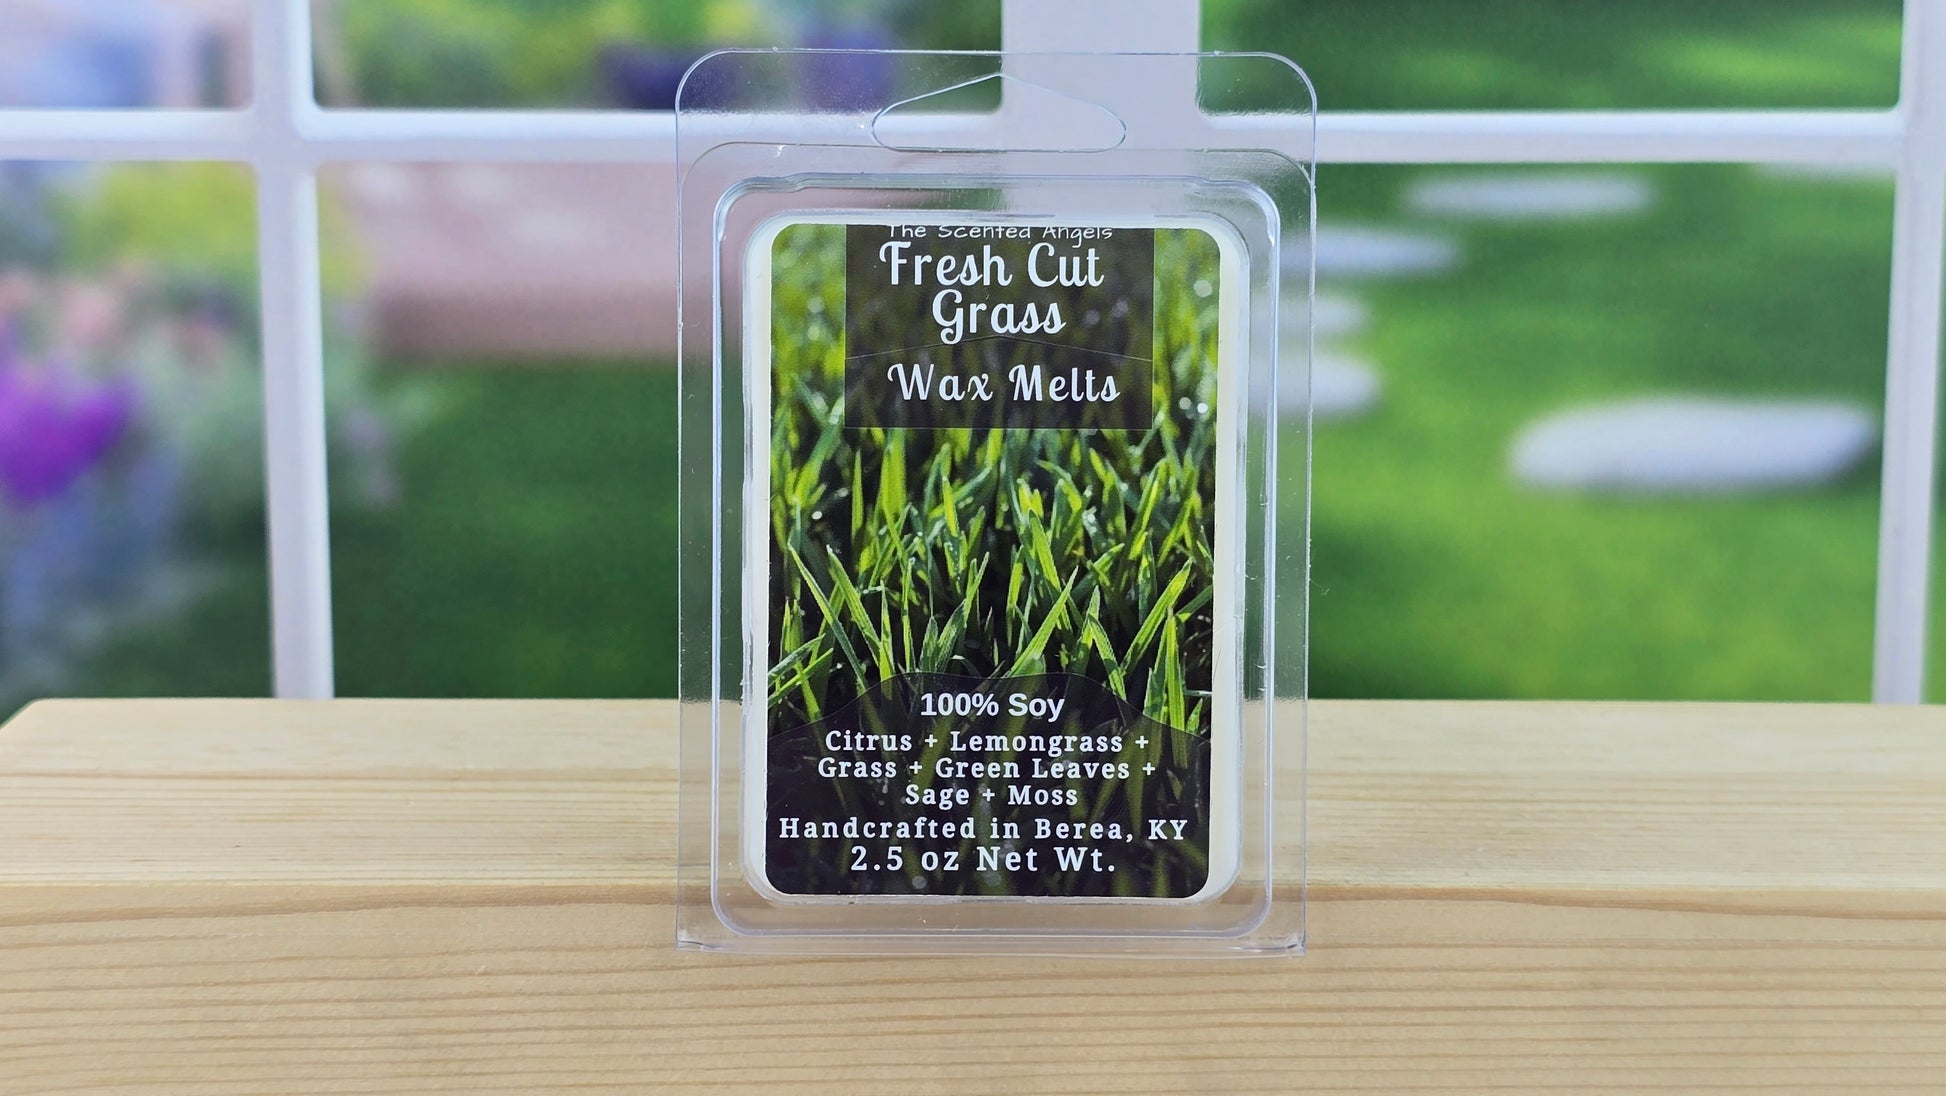 The Scented Angels
Fresh Cut
Grass
Wax Melts
100% Soy
Citrus + Lemongrass +
Grass + Green Leaves +
Sage + Moss
Handcrafted in Berea, KY
2.5 oz Net Wt.